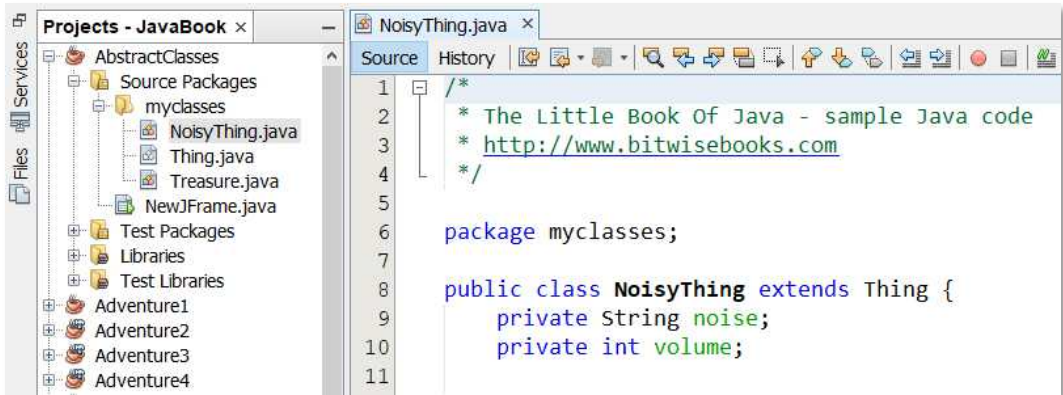 Services
Files
Projects - JavaBook ×
AbstractClasses
Source Packages
myclasses
NoisyThing.java
Thing.java
Treasure.java
NewJFrame.java
Test Packages
Libraries
Test Libraries
Adventure1
Adventure2
Adventure3
Adventure4
NoisyThing.java ×
Source History
1 /*
2 * The Little Book Of Java - sample Java code
3 * http://www.bitwisebooks.com
4 */
5
6 package myclasses;
7
8 public class NoisyThing extends Thing {
9 private String noise;
10 private int volume;
11